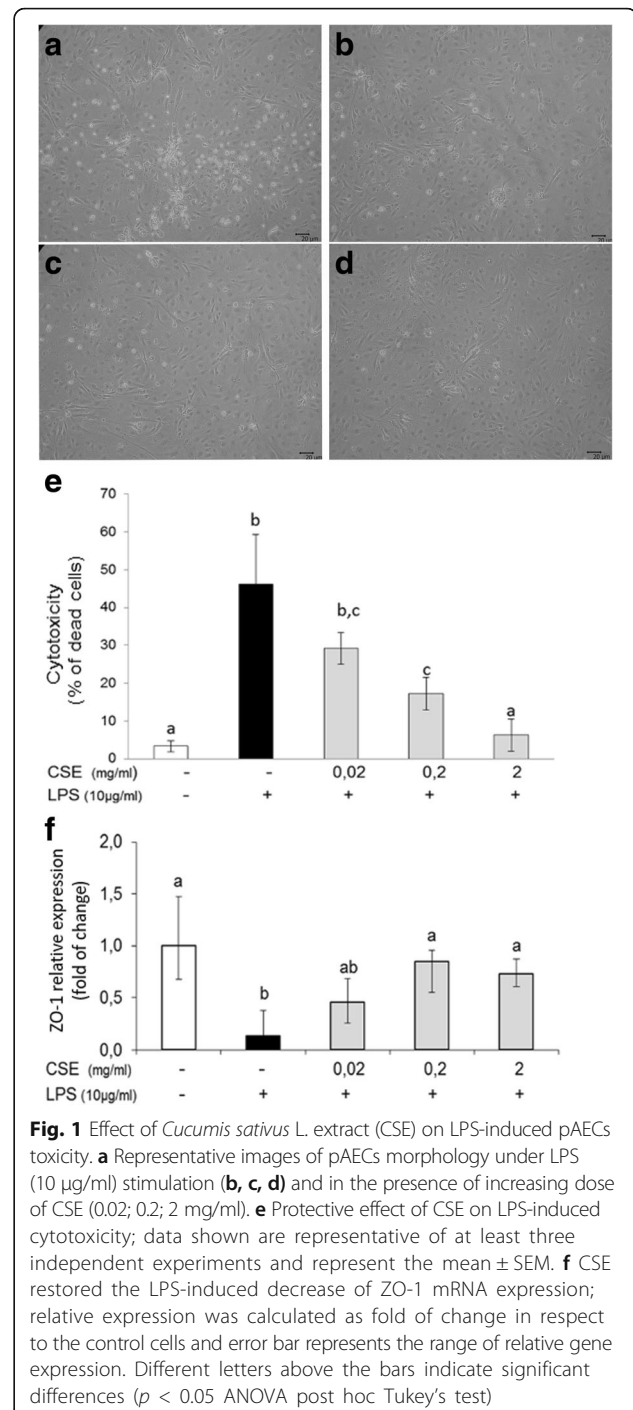 a
b
20 µm
20 µm
c
d
20 µm
20 µm
e
70
60
50
40
30
20
10
0
Cytotoxicity
(% of dead cells)
a
b
b,c
c
a
CSE (mg/ml) - - 0,02 0,2 2
LPS (10µg/ml) - + + + +
f
2,0
1,5
1,0
0,5
0,0
ZO-1 relative expression
(fold of change)
a
b
ab
a
a
CSE (mg/ml) - - 0,02 0,2 2
LPS (10µg/ml) - + + + +
Fig. 1 Effect of Cucumis sativus L. extract (CSE) on LPS-induced pAECs
toxicity. a Representative images of pAECs morphology under LPS
(10 µg/ml) stimulation (b, c, d) and in the presence of increasing dose
of CSE (0.02; 0.2; 2 mg/ml). e Protective effect of CSE on LPS-induced
cytotoxicity; data shown are representative of at least three
independent experiments and represent the mean ± SEM. f CSE
restored the LPS-induced decrease of ZO-1 mRNA expression;
relative expression was calculated as fold of change in respect
to the control cells and error bar represents the range of relative gene
expression. Different letters above the bars indicate significant
differences (p < 0.05 ANOVA post hoc Tukey's test)